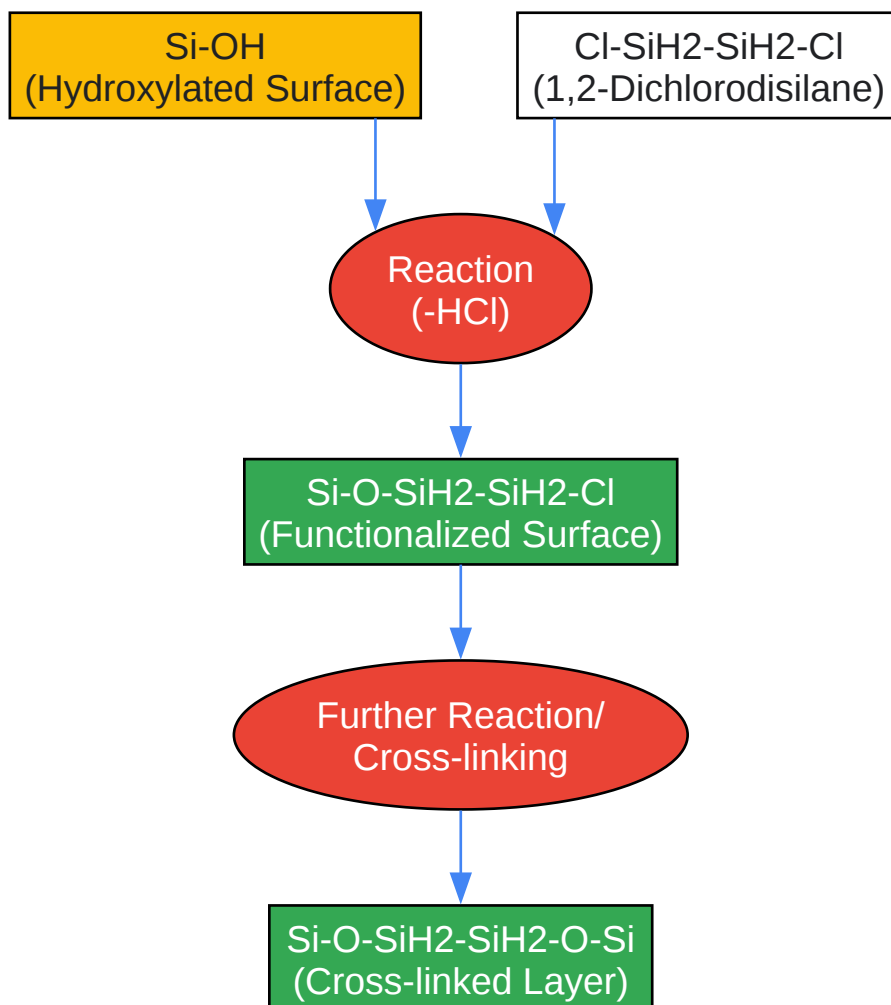 Si-OH
(Hydroxylated Surface)
Cl-SiH2-SiH2-Cl
(1,2-Dichlorodisilane)
Reaction
(-HCl)
Si-O-SiH2-SiH2-Cl
(Functionalized Surface)
Further Reaction/
Cross-linking
Si-O-SiH2-SiH2-O-Si
(Cross-linked Layer)